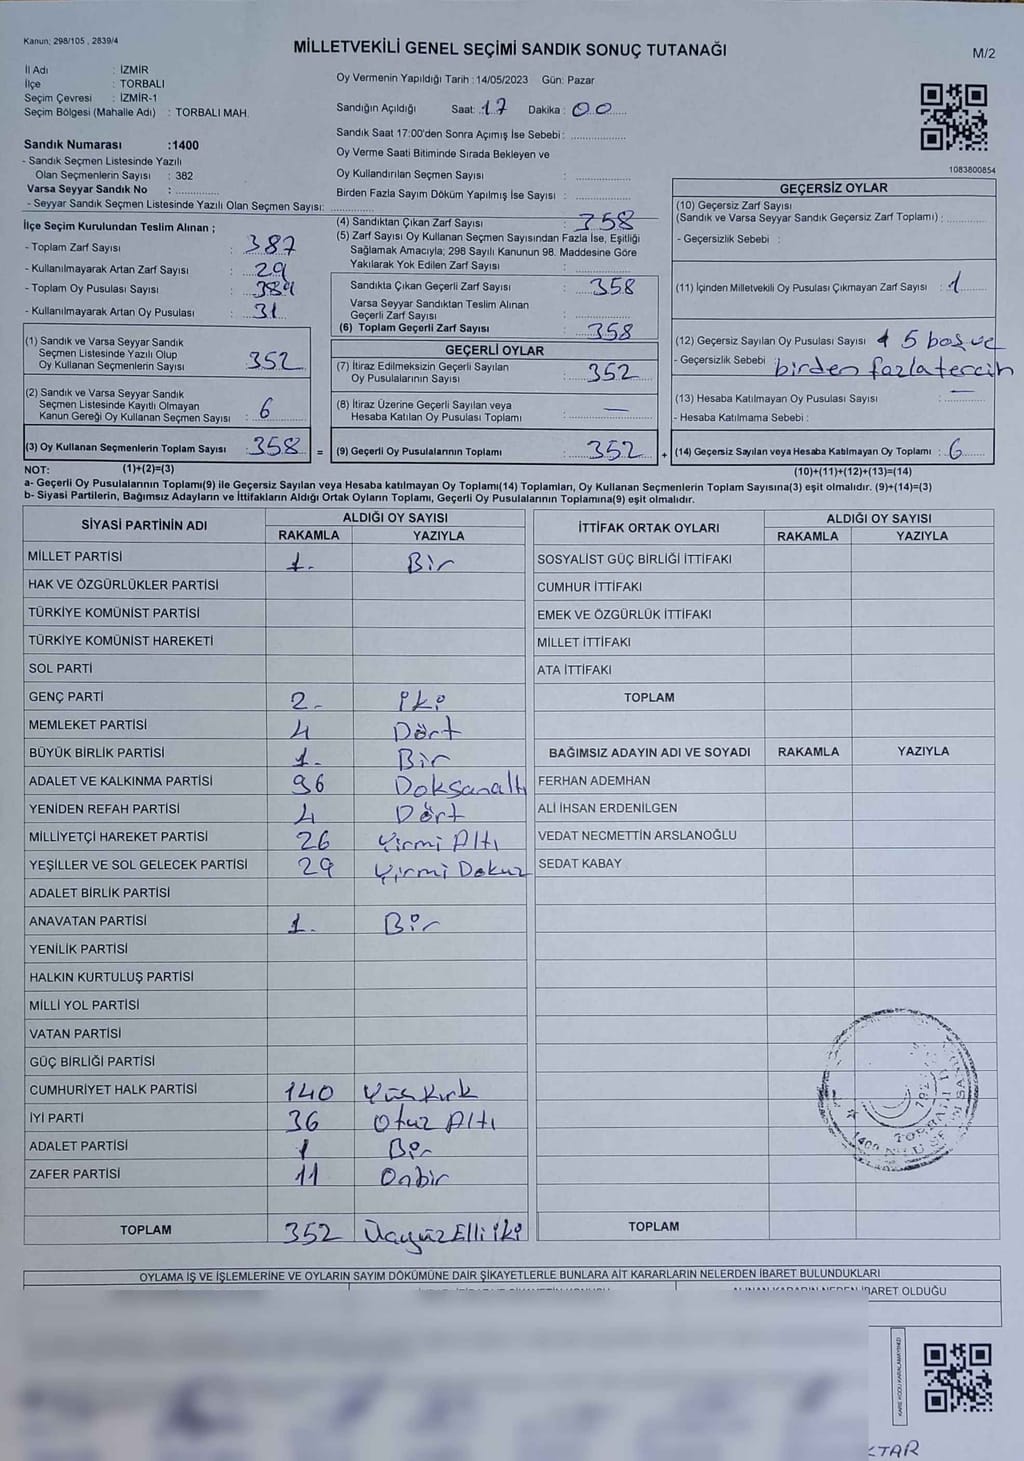 Kanun; 298/105 , 2839/4
MİLLETVEKİLİ GENEL SEÇİMİ SANDIK SONUÇ TUTANAĞI
M/2
İl Adı : İZMİR
İlçe : TORBALI
Seçim Çevresi : İZMİR-1
Seçim Bölgesi (Mahalle Adı) : TORBALI MAH.
Sandık Numarası :1400
- Sandık Seçmen Listesinde Yazılı
Olan Seçmenlerin Sayısı : 382
Varsa Seyyar Sandık No : ..............
- Seyyar Sandık Seçmen Listesinde Yazılı Olan Seçmen Sayısı: ..............
Oy Vermenin Yapıldığı Tarih : 14/05/2023 Gün: Pazar
Sandığın Açıldığı Saat: 17 Dakika : 00
Sandık Saat 17:00'den Sonra Açımış İse Sebebi : ..............
Oy Verme Saati Bitiminde Sırada Bekleyen ve
Oy Kullandırılan Seçmen Sayısı : ..............
Birden Fazla Sayım Döküm Yapılmış İse Sayısı : ..............
1083800854
İlçe Seçim Kurulundan Teslim Alınan ;
- Toplam Zarf Sayısı : 387
- Kullanılmayarak Artan Zarf Sayısı : 29
- Toplam Oy Pusulası Sayısı : 389
- Kullanılmayarak Artan Oy Pusulası : 31
(1) Sandık ve Varsa Seyyar Sandık
Seçmen Listesinde Yazılı Olup
Oy Kullanan Seçmenlerin Sayısı : 352
(2) Sandık ve Varsa Seyyar Sandık
Seçmen Listesinde Kayıtlı Olmayan
Kanun Gereği Oy Kullanan Seçmen Sayısı : 6
(3) Oy Kullanan Seçmenlerin Toplam Sayısı : 358 =
(4) Sandıktan Çıkan Zarf Sayısı : 358
(5) Zarf Sayısı Oy Kullanan Seçmen Sayısından Fazla İse, Eşitliği
Sağlamak Amacıyla; 298 Sayılı Kanunun 98. Maddesine Göre
Yakılarak Yok Edilen Zarf Sayısı : ..............
Sandıkta Çıkan Geçerli Zarf Sayısı : 358
Varsa Seyyar Sandıktan Teslim Alınan
Geçerli Zarf Sayısı : ..............
(6) Toplam Geçerli Zarf Sayısı : 358
GEÇERLİ OYLAR
(7) İtiraz Edilmeksizin Geçerli Sayılan
Oy Pusulalarının Sayısı : 352
(8) İtiraz Üzerine Geçerli Sayılan veya
Hesaba Katılan Oy Pusulası Toplamı : —
(9) Geçerli Oy Pusulalarının Toplamı : 352 +
GEÇERSİZ OYLAR
(10) Geçersiz Zarf Sayısı
(Sandık ve Varsa Seyyar Sandık Geçersiz Zarf Toplamı) : ..........
- Geçersizlik Sebebi :
(11) İçinden Milletvekili Oy Pusulası Çıkmayan Zarf Sayısı : 1
(12) Geçersiz Sayılan Oy Pusulası Sayısı : 5 boş ve
- Geçersizlik Sebebi birden fazla tercih
(13) Hesaba Katılmayan Oy Pusulası Sayısı : —
- Hesaba Katılmama Sebebi :
(14) Geçersiz Sayılan veya Hesaba Katılmayan Oy Toplamı : 6
NOT: (1)+(2)=(3)
(10)+(11)+(12)+(13)=(14)
a- Geçerli Oy Pusulalarının Toplamı(9) ile Geçersiz Sayılan veya Hesaba katılmayan Oy Toplamı(14) Toplamları, Oy Kullanan Seçmenlerin Toplam Sayısına(3) eşit olmalıdır. (9)+(14)=(3)
b- Siyasi Partilerin, Bağımsız Adayların ve İttifakların Aldığı Ortak Oyların Toplamı, Geçerli Oy Pusulalarının Toplamına(9) eşit olmalıdır.
SİYASİ PARTİNİN ADI ALDIĞI OY SAYISI
RAKAMLA YAZIYLA
MİLLET PARTİSİ 1. Bir
HAK VE ÖZGÜRLÜKLER PARTİSİ
TÜRKİYE KOMÜNİST PARTİSİ
TÜRKİYE KOMÜNİST HAREKETİ
SOL PARTİ
GENÇ PARTİ 2- İki
MEMLEKET PARTİSİ 4 Dört
BÜYÜK BİRLİK PARTİSİ 1. Bir
ADALET VE KALKINMA PARTİSİ 96 Doksanaltı
YENİDEN REFAH PARTİSİ 4 Dört
MİLLİYETÇİ HAREKET PARTİSİ 26 Yirmi Altı
YEŞİLLER VE SOL GELECEK PARTİSİ 29 Yirmi Dokuz
ADALET BİRLİK PARTİSİ
ANAVATAN PARTİSİ 1. Bir
YENİLİK PARTİSİ
HALKIN KURTULUŞ PARTİSİ
MİLLİ YOL PARTİSİ
VATAN PARTİSİ
GÜÇ BİRLİĞİ PARTİSİ
CUMHURİYET HALK PARTİSİ 140 Yüzkırk
İYİ PARTİ 36 Otuz Altı
ADALET PARTİSİ 1 Bir
ZAFER PARTİSİ 11 Onbir
TOPLAM 352 ÜçyüzElliİki
İTTİFAK ORTAK OYLARI ALDIĞI OY SAYISI
RAKAMLA YAZIYLA
SOSYALİST GÜÇ BİRLİĞİ İTTİFAKI
CUMHUR İTTİFAKI
EMEK VE ÖZGÜRLÜK İTTİFAKI
MİLLET İTTİFAKI
ATA İTTİFAKI
TOPLAM
BAĞIMSIZ ADAYIN ADI VE SOYADI RAKAMLA YAZIYLA
FERHAN ADEMHAN
ALİ İHSAN ERDENİLGEN
VEDAT NECMETTİN ARSLANOĞLU
SEDAT KABAY
TOPLAM
OYLAMA İŞ VE İŞLEMLERİNE VE OYLARIN SAYIM DÖKÜMÜNE DAİR ŞİKAYETLERLE BUNLARA AİT KARARLARIN NELERDEN İBARET BULUNDUKLARI
ALINAN KARARIN NEDEN İBARET OLDUĞU
KARE KODU KARALAMAYINIZ!
KTAR